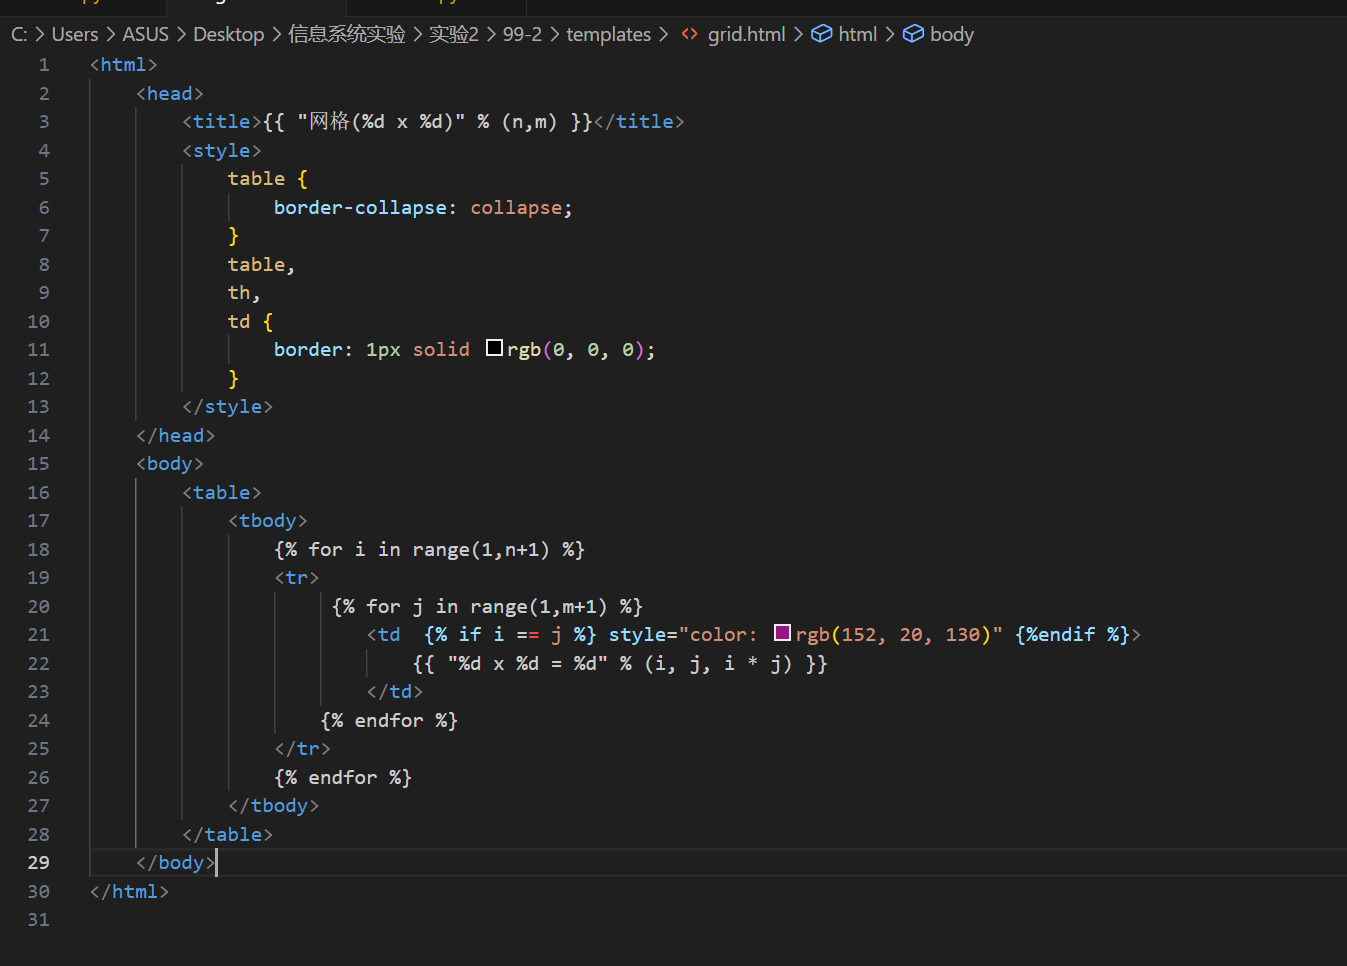 C: > Users > ASUS > Desktop > 信息系统实验 > 实验2 > 99-2 > templates > <> grid.html > html > body
1 <html>
2 <head>
3 <title>{{ "网格(%d x %d)" % (n,m) }}</title>
4 <style>
5 table {
6 border-collapse: collapse;
7 }
8 table,
9 th,
10 td {
11 border: 1px solid rgb(0, 0, 0);
12 }
13 </style>
14 </head>
15 <body>
16 <table>
17 <tbody>
18 {% for i in range(1,n+1) %}
19 <tr>
20 {% for j in range(1,m+1) %}
21 <td  {% if i == j %} style="color: rgb(152, 20, 130)" {%endif %}>
22 {{ "%d x %d = %d" % (i, j, i * j) }}
23 </td>
24 {% endfor %}
25 </tr>
26 {% endfor %}
27 </tbody>
28 </table>
29 </body>
30 </html>
31